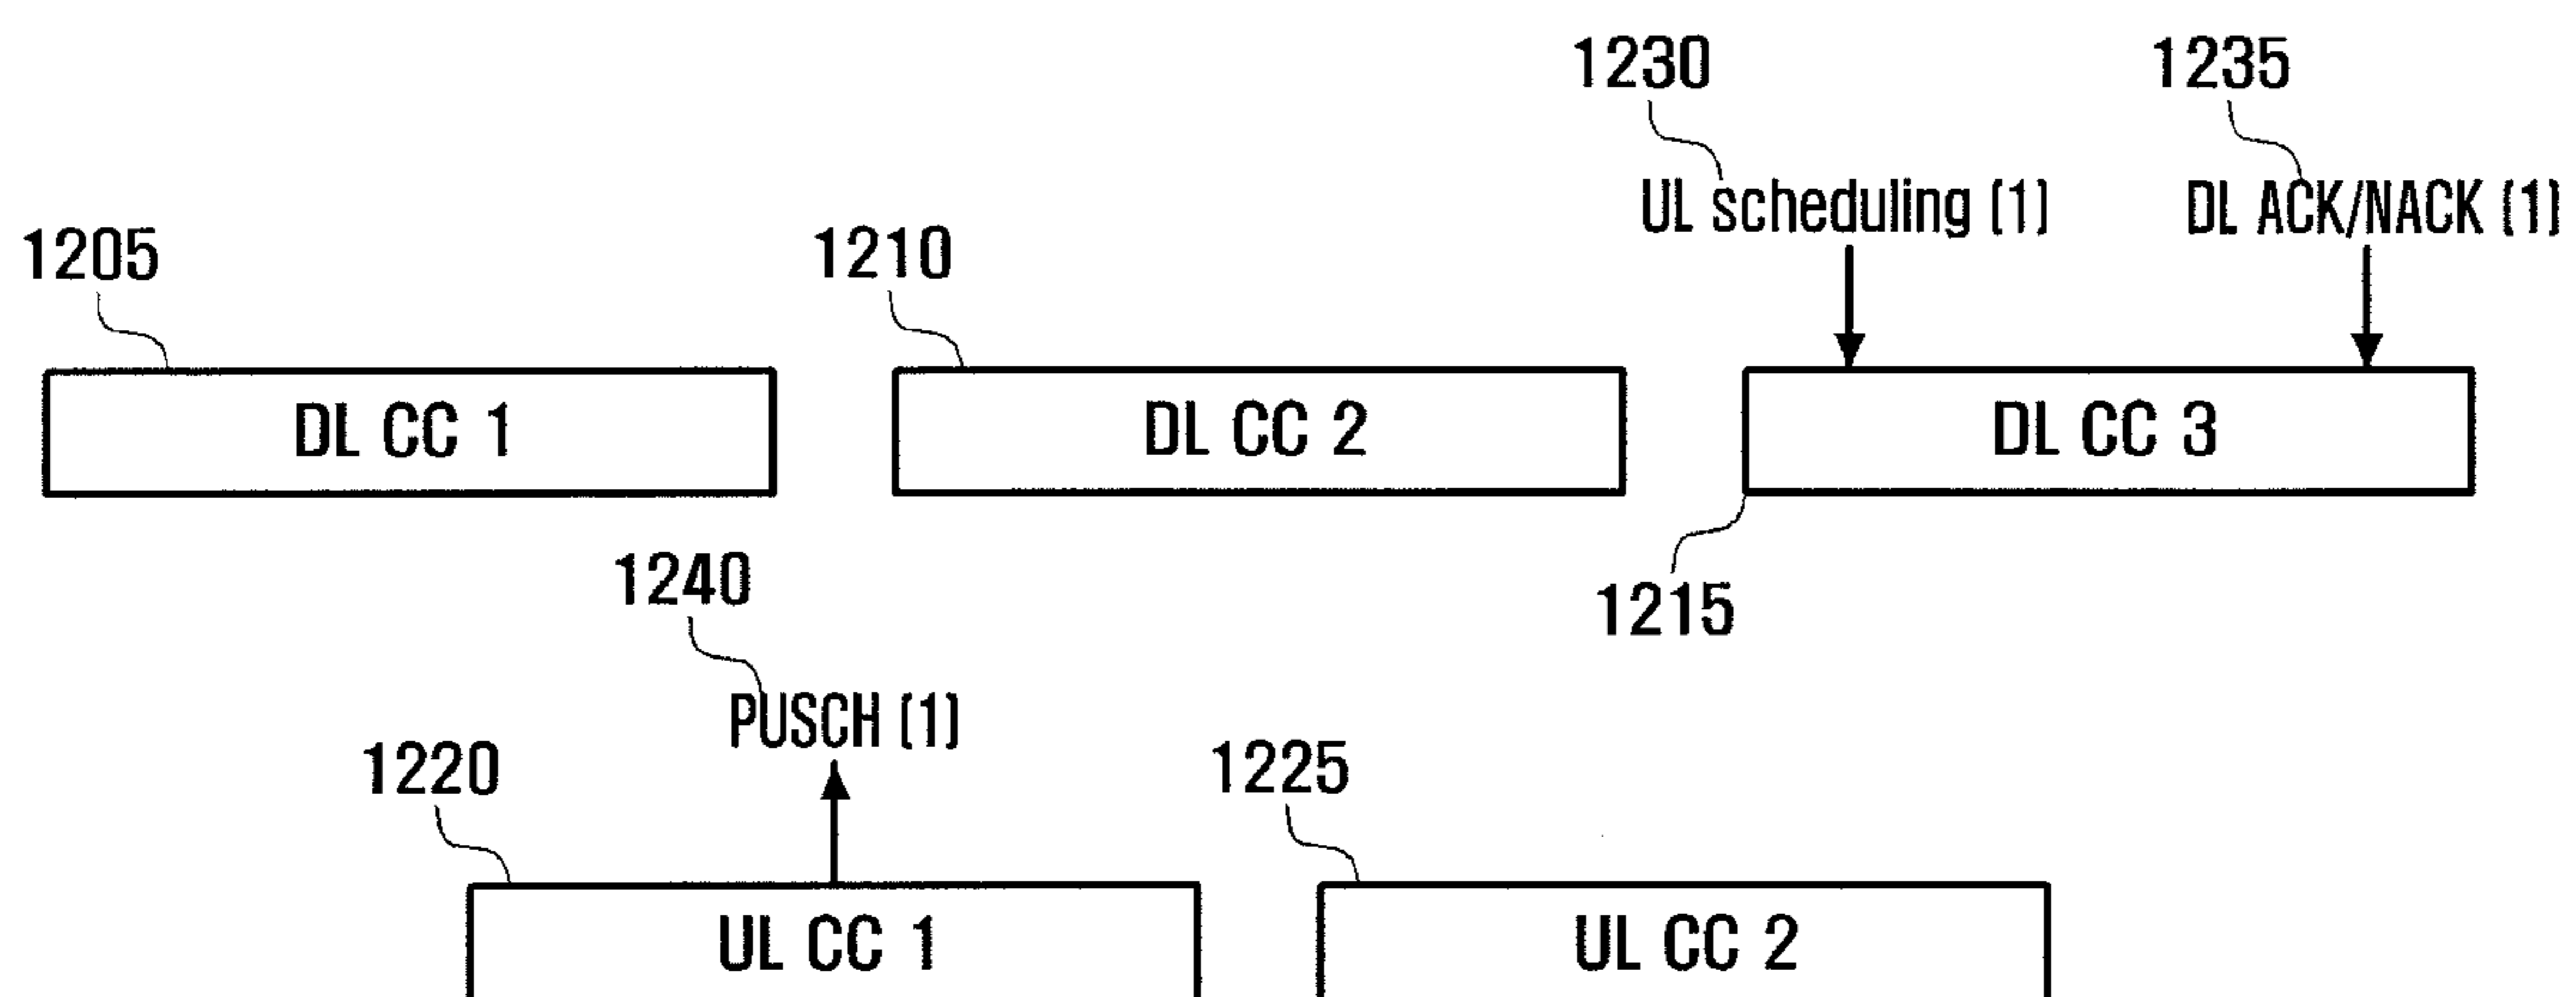 1230 1235
UL scheduling (1) DL ACK/NACK (1)
1205 1210
DL CC 1 DL CC 2 DL CC 3
1240 1215
PUSCH (1)
1220 1225
UL CC 1 UL CC 2